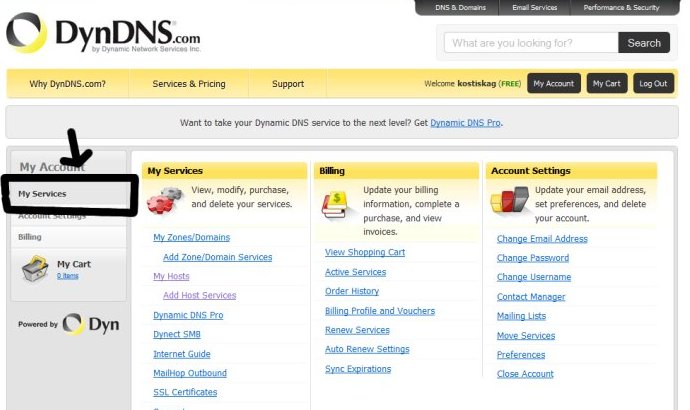 DNS & Domains
Email Services
Performance & Security
DynDNS.com
by Dynamic Network Services Inc.
What are you looking for?
Search
Why DynDNS.com?
Services & Pricing
Support
Welcome kostiskag (FREE)
My Account
My Cart
Log Out
Want to take your Dynamic DNS service to the next level? Get Dynamic DNS Pro.
My Account
My Services
Account Settings
Billing
My Cart
0 items
Powered by Dyn
My Services
View, modify, purchase,
and delete your services.
My Zones/Domains
Add Zone/Domain Services
My Hosts
Add Host Services
Dynamic DNS Pro
Dynect SMB
Internet Guide
MailHop Outbound
SSL Certificates
Billing
Update your billing
information, complete a
purchase, and view
invoices.
View Shopping Cart
Active Services
Order History
Billing Profile and Vouchers
Renew Services
Auto Renew Settings
Sync Expirations
Account Settings
Update your email address,
set preferences, and delete
your account.
Change Email Address
Change Password
Change Username
Contact Manager
Mailing Lists
Move Services
Preferences
Close Account